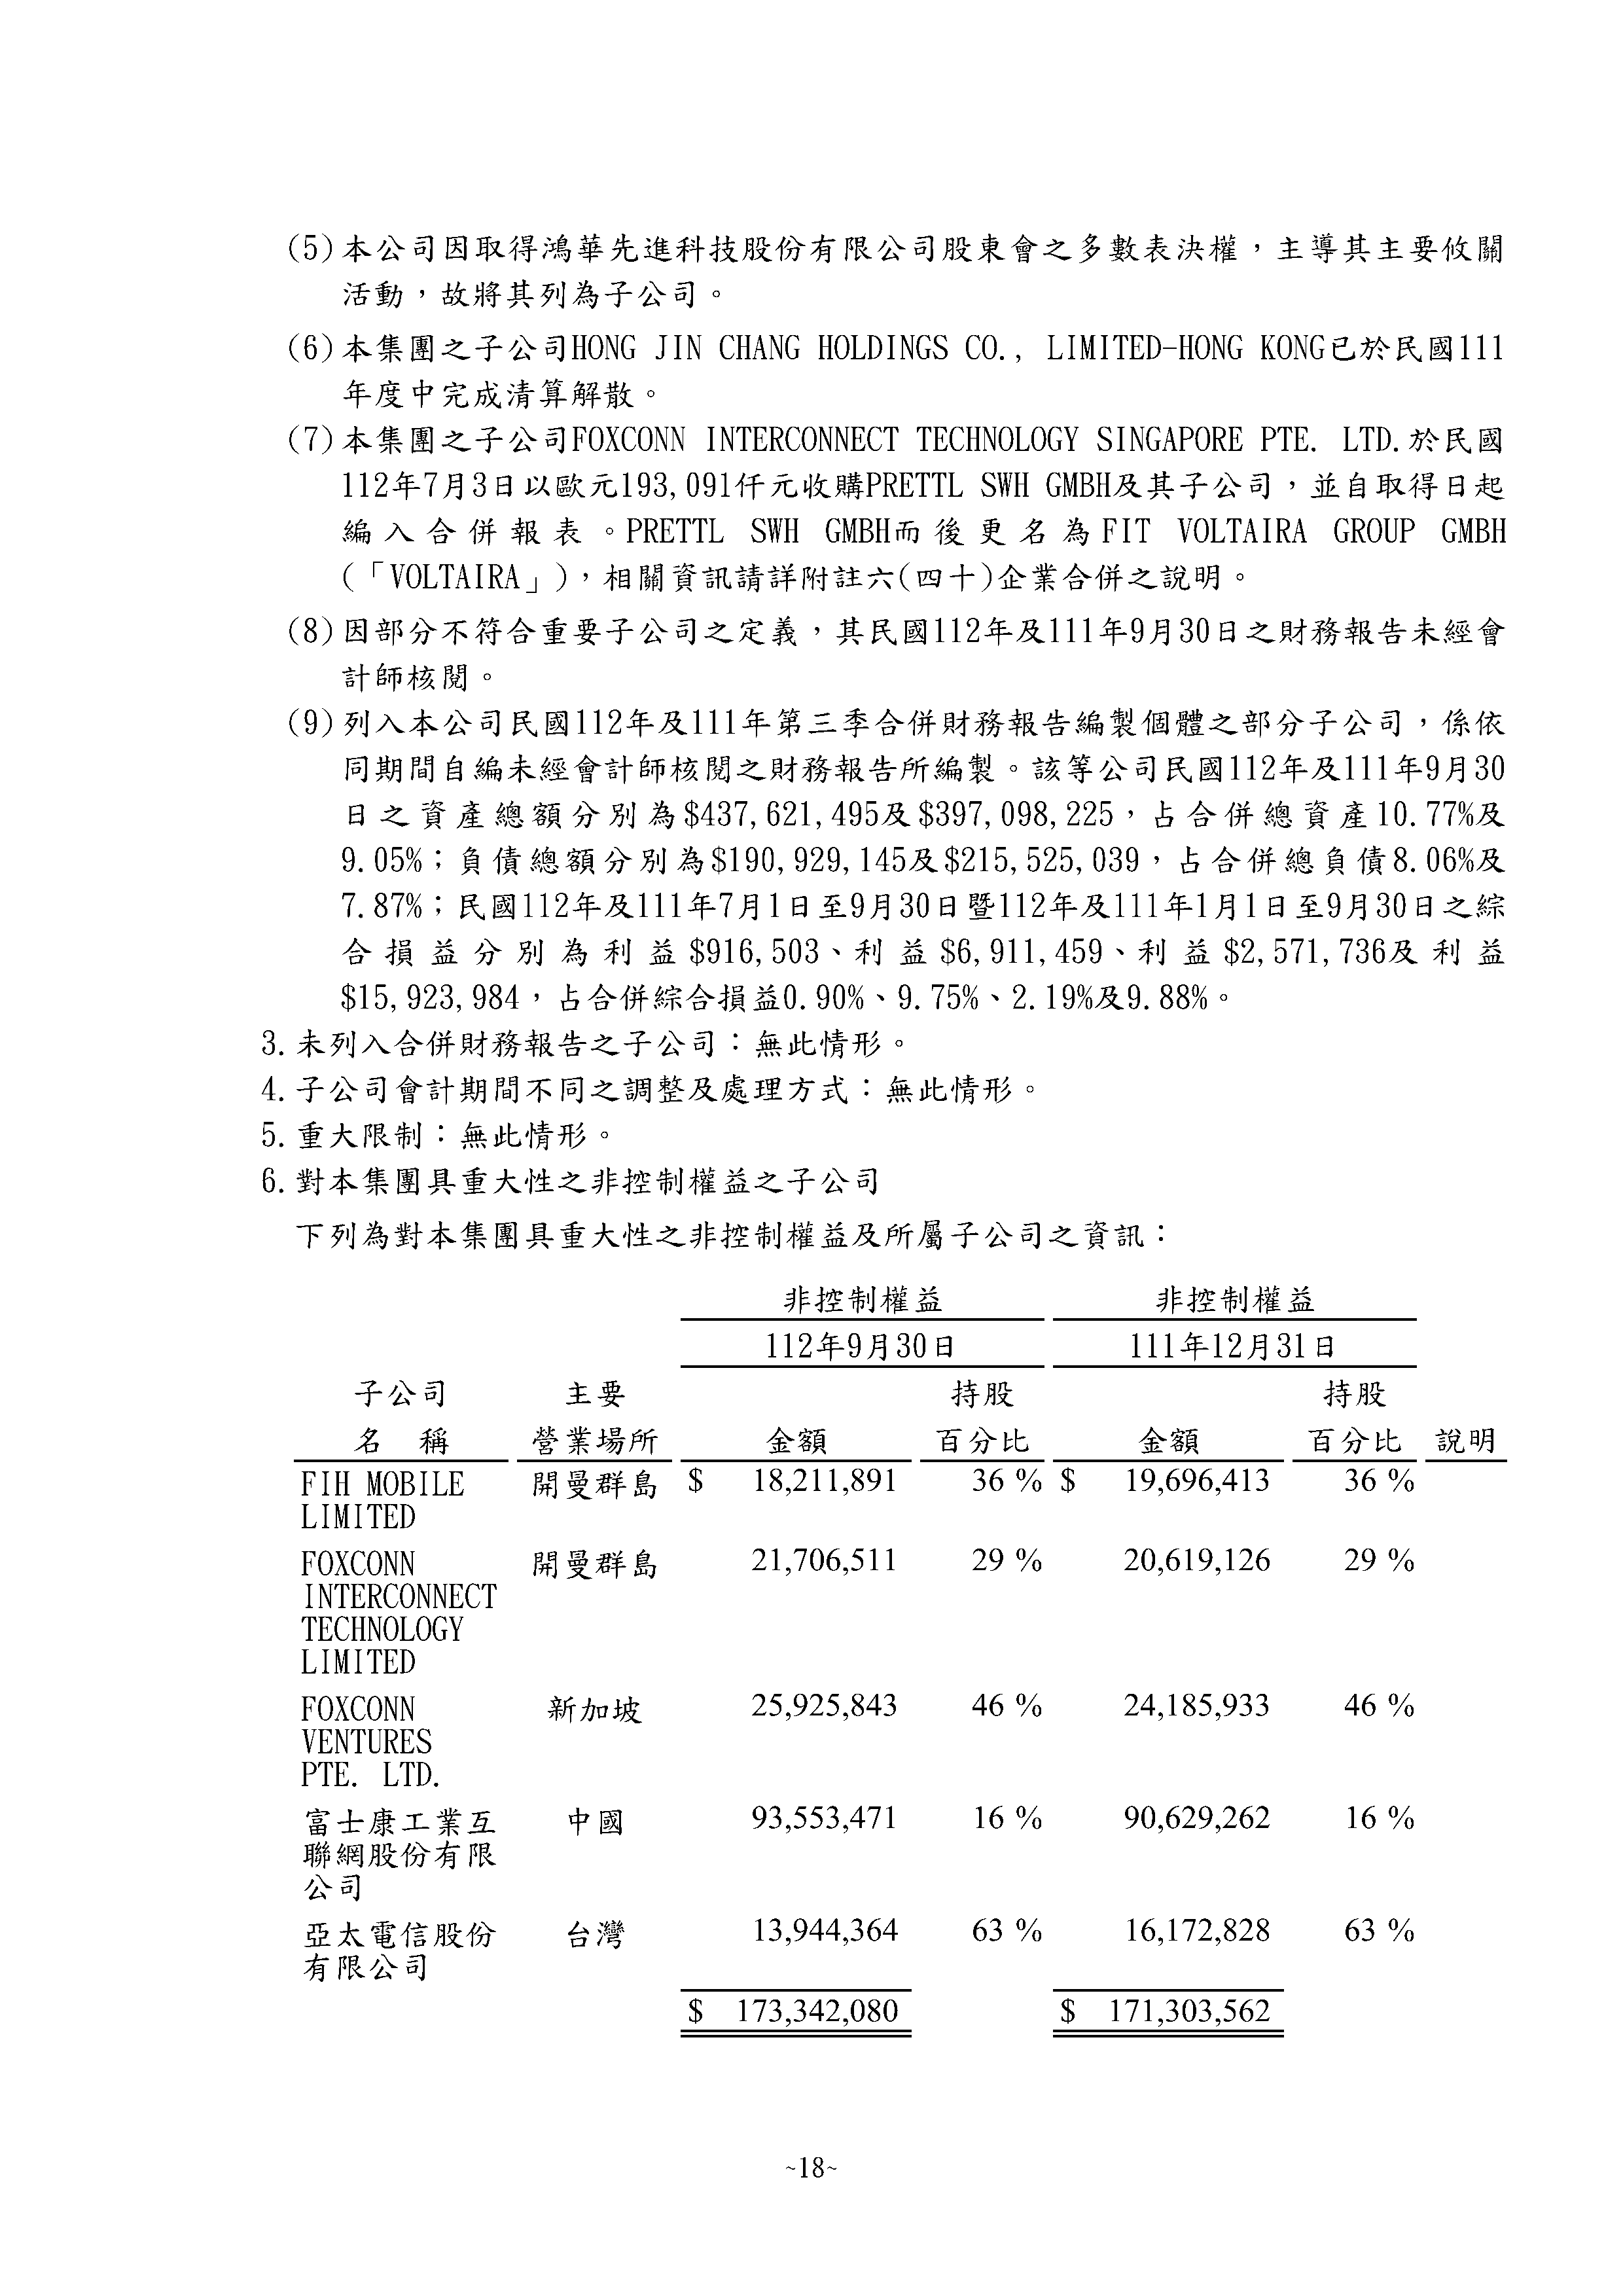 (5)本公司因取得鴻華先進科技股份有限公司股東會之多數表決權，主導其主要攸關
活動，故將其列為子公司。
(6)本集團之子公司HONG JIN CHANG HOLDINGS CO., LIMITED-HONG KONG已於民國111
年度中完成清算解散。
(7)本集團之子公司FOXCONN INTERCONNECT TECHNOLOGY SINGAPORE PTE. LTD.於民國
112年7月3日以歐元193,091仟元收購PRETTL SWH GMBH及其子公司，並自取得日起
編入合併報表。PRETTL SWH GMBH而後更名為FIT VOLTAIRA GROUP GMBH
(「VOLTAIRA」)，相關資訊請詳附註六(四十)企業合併之說明。
(8)因部分不符合重要子公司之定義，其民國112年及111年9月30日之財務報告未經會
計師核閱。
(9)列入本公司民國112年及111年第三季合併財務報告編製個體之部分子公司，係依
同期間自編未經會計師核閱之財務報告所編製。該等公司民國112年及111年9月30
日之資產總額分別為$437,621,495及$397,098,225，占合併總資產10.77%及
9.05%；負債總額分別為$190,929,145及$215,525,039，占合併總負債8.06%及
7.87%；民國112年及111年7月1日至9月30日暨112年及111年1月1日至9月30日之綜
合損益分別為利益$916,503、利益$6,911,459、利益$2,571,736及利益
$15,923,984，占合併綜合損益0.90%、9.75%、2.19%及9.88%。
3.未列入合併財務報告之子公司：無此情形。
4.子公司會計期間不同之調整及處理方式：無此情形。
5.重大限制：無此情形。
6.對本集團具重大性之非控制權益之子公司
下列為對本集團具重大性之非控制權益及所屬子公司之資訊：
非控制權益 非控制權益
112年9月30日 111年12月31日
子公司 主要 持股 持股
名 稱 營業場所 金額 百分比 金額 百分比 說明
FIH MOBILE 開曼群島 $ 18,211,891 36 % $ 19,696,413 36 %
LIMITED
FOXCONN 開曼群島 21,706,511 29 % 20,619,126 29 %
INTERCONNECT
TECHNOLOGY
LIMITED
FOXCONN 新加坡 25,925,843 46 % 24,185,933 46 %
VENTURES
PTE. LTD.
富士康工業互 中國 93,553,471 16 % 90,629,262 16 %
聯網股份有限
公司
亞太電信股份 台灣 13,944,364 63 % 16,172,828 63 %
有限公司
$ 173,342,080 $ 171,303,562
~18~